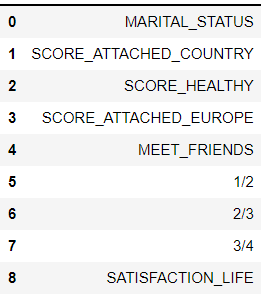 0 MARITAL_STATUS
1 SCORE_ATTACHED_COUNTRY
2 SCORE_HEALTHY
3 SCORE_ATTACHED_EUROPE
4 MEET_FRIENDS
5 1/2
6 2/3
7 3/4
8 SATISFACTION_LIFE